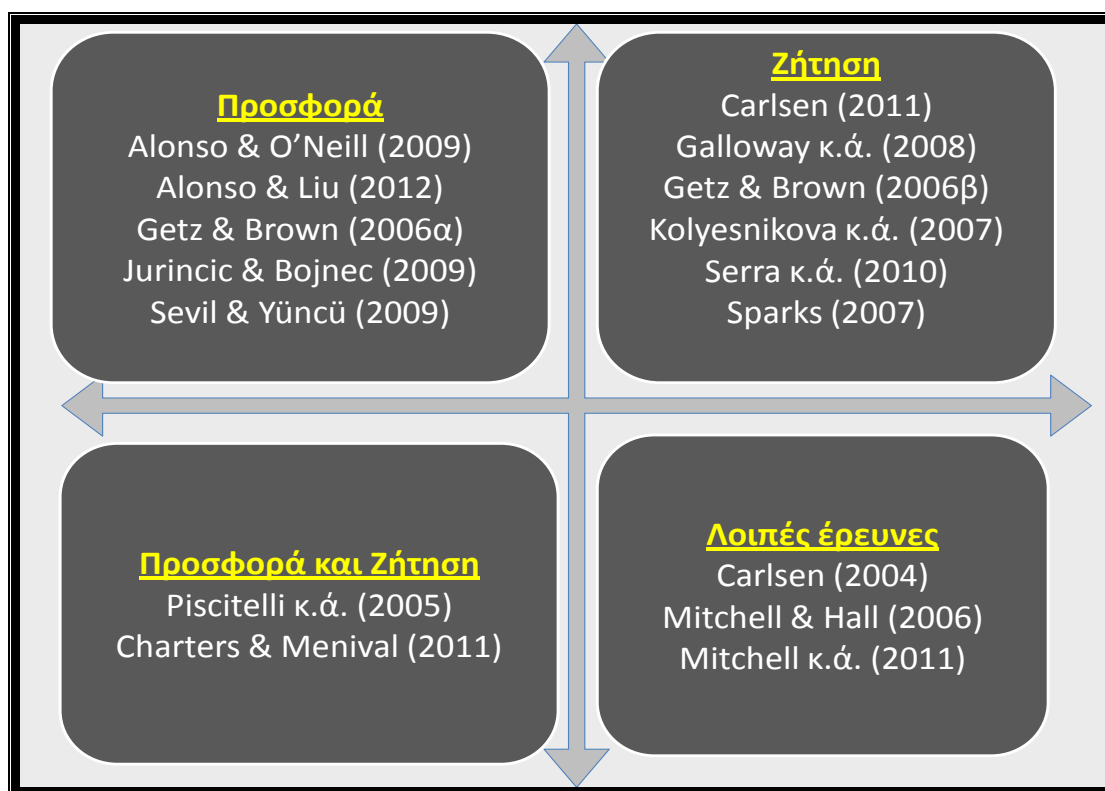 Προσφορά
Alonso & O’Neill (2009)
Alonso & Liu (2012)
Getz & Brown (2006α)
Jurincic & Bojnec (2009)
Sevil & Yüncü (2009)
Ζήτηση
Carlsen (2011)
Galloway κ.ά. (2008)
Getz & Brown (2006β)
Kolyesnikova κ.ά. (2007)
Serra κ.ά. (2010)
Sparks (2007)
Προσφορά και Ζήτηση
Piscitelli κ.ά. (2005)
Charters & Menival (2011)
Λοιπές έρευνες
Carlsen (2004)
Mitchell & Hall (2006)
Mitchell κ.ά. (2011)